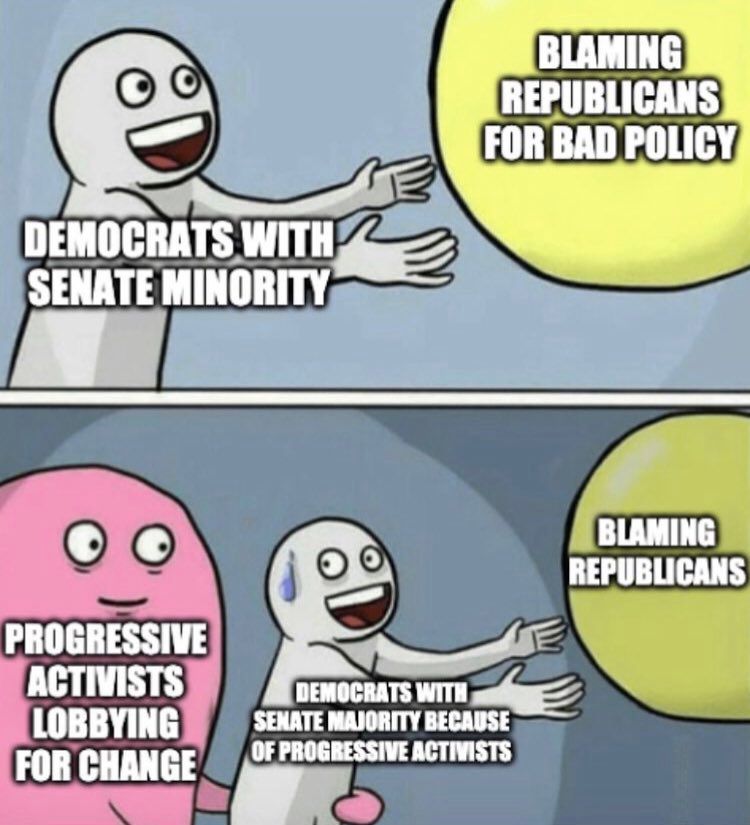 BLAMING
REPUBLICANS
FOR BAD POLICY
DEMOCRATS WITH
SENATE MINORITY
BLAMING
REPUBLICANS
PROGRESSIVE
ACTIVISTS
LOBBYING
FOR CHANGE
DEMOCRATS WITH
SENATE MAJORITY BECAUSE
OF PROGRESSIVE ACTIVISTS